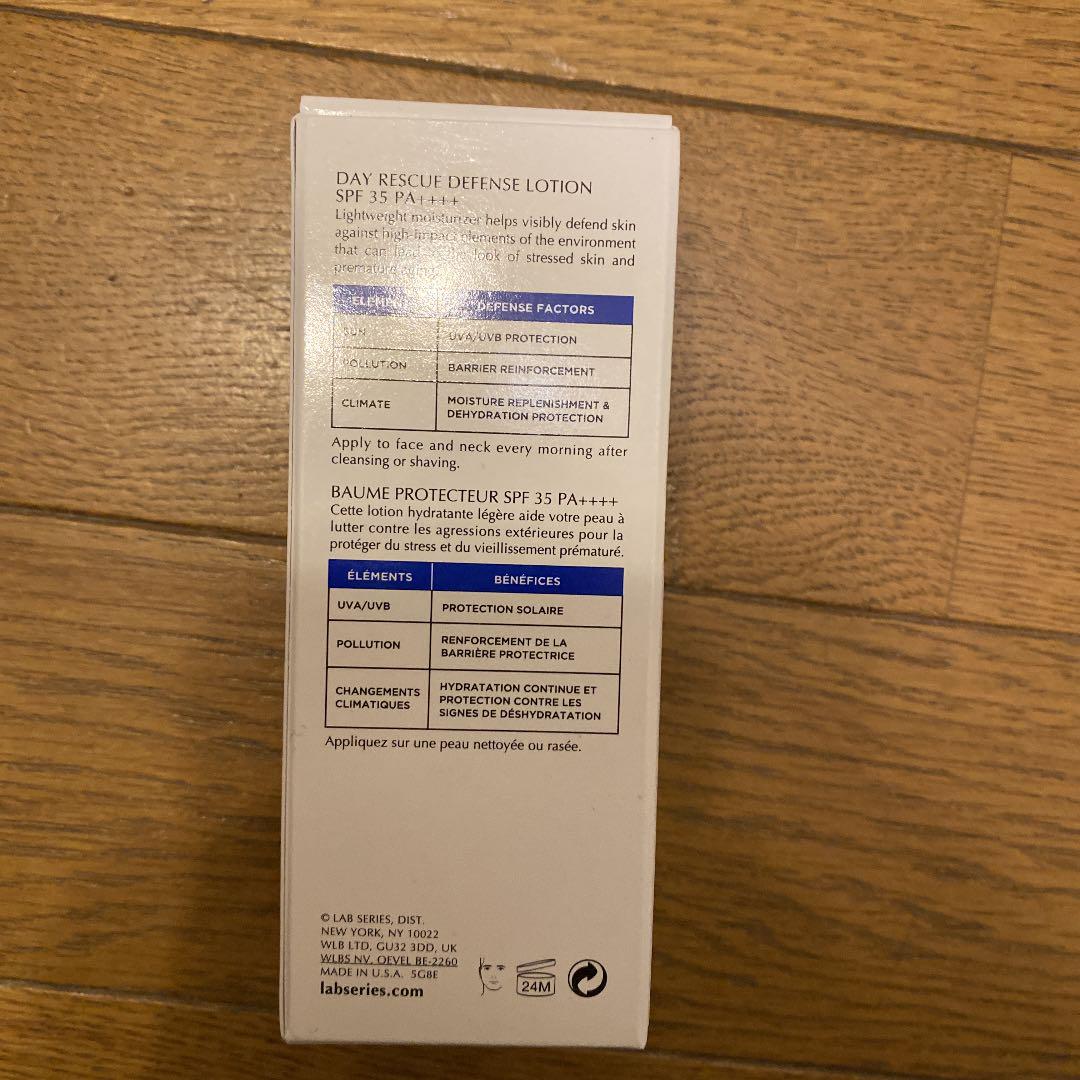 DAY RESCUE DEFENSE LOTION
SPF 35 PA++++
Lightweight moisturizer helps visibly defend skin
against high-impact elements of the environment
that can lead to the look of stressed skin and
premature aging.
ELEMENTS DEFENSE FACTORS
SUN UVA/UVB PROTECTION
POLLUTION BARRIER REINFORCEMENT
CLIMATE MOISTURE REPLENISHMENT &
DEHYDRATION PROTECTION
Apply to face and neck every morning after
cleansing or shaving.
BAUME PROTECTEUR SPF 35 PA++++
Cette lotion hydratante légère aide votre peau à
lutter contre les agressions extérieures pour la
protéger du stress et du vieillissement prématuré.
ÉLÉMENTS BÉNÉFICES
UVA/UVB PROTECTION SOLAIRE
POLLUTION RENFORCEMENT DE LA
BARRIÈRE PROTECTRICE
CHANGEMENTS CLIMATIQUES HYDRATATION CONTINUE ET
PROTECTION CONTRE LES
SIGNES DE DÉSHYDRATATION
Appliquez sur une peau nettoyée ou rasée.
© LAB SERIES, DIST.
NEW YORK, NY 10022
WLB LTD, GU32 3DD, UK
WLBS NV, OEVEL BE-2260
MADE IN U.S.A. 5G8E
labseries.com
24M